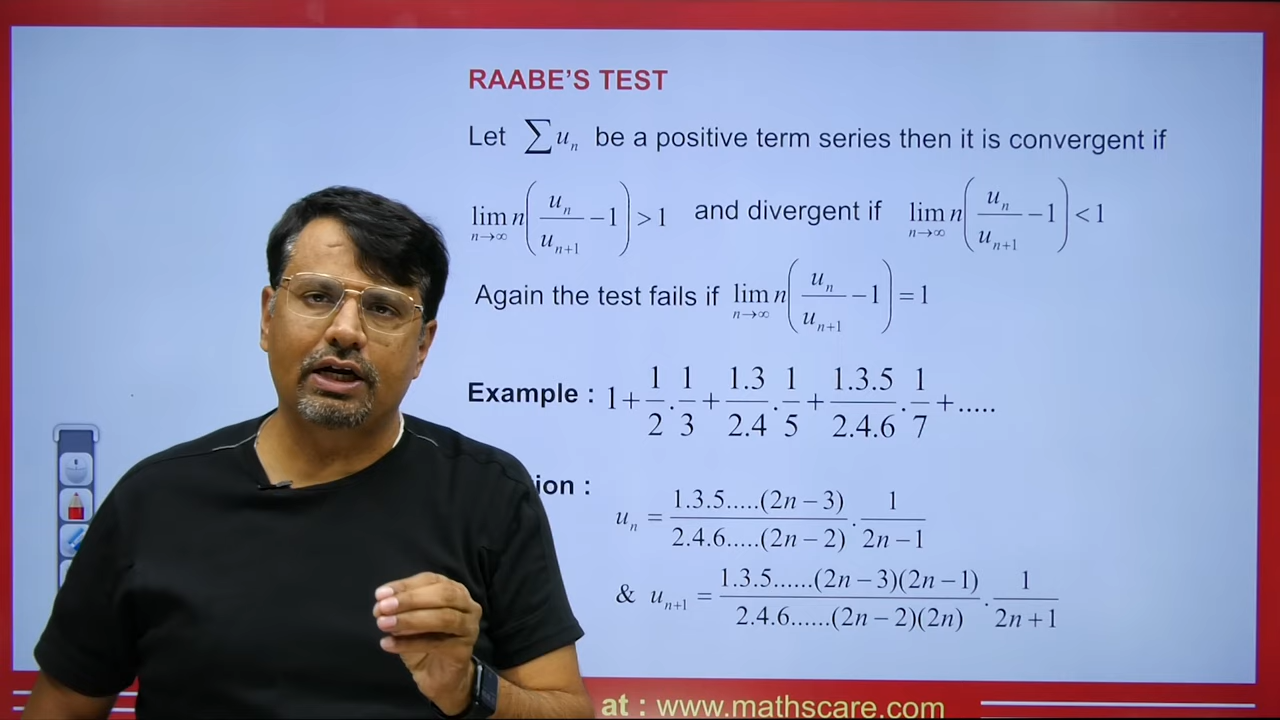 RAABE'S TEST
Let ∑uₙ be a positive term series then it is convergent if
lim n→∞ n(uₙ/uₙ₊₁ − 1) > 1 and divergent if lim n→∞ n(uₙ/uₙ₊₁ − 1) < 1
Again the test fails if lim n→∞ n(uₙ/uₙ₊₁ − 1) = 1
Example : 1 + 1/2 . 1/3 + 1.3/2.4 . 1/5 + 1.3.5/2.4.6 . 1/7 + .....
ion :
uₙ = 1.3.5.....(2n − 3)/2.4.6.....(2n − 2) . 1/2n − 1
& uₙ₊₁ = 1.3.5......(2n − 3)(2n − 1)/2.4.6......(2n − 2)(2n) . 1/2n + 1
at : www.mathscare.com